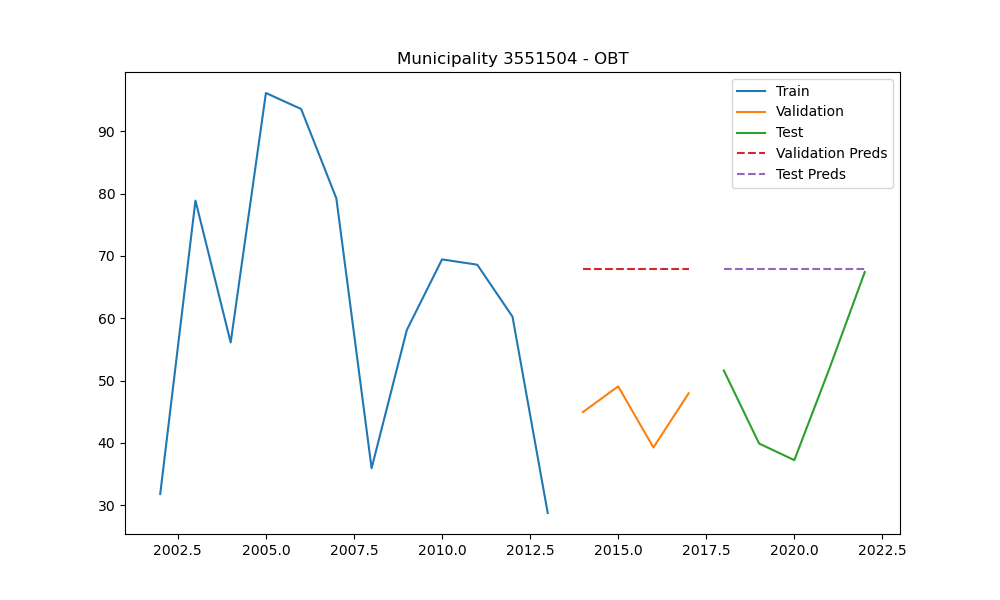 Municipality 3551504 - OBT
Train
Validation
Test
Validation Preds
Test Preds
90
80
70
60
50
40
30
2002.5 2005.0 2007.5 2010.0 2012.5 2015.0 2017.5 2020.0 2022.5